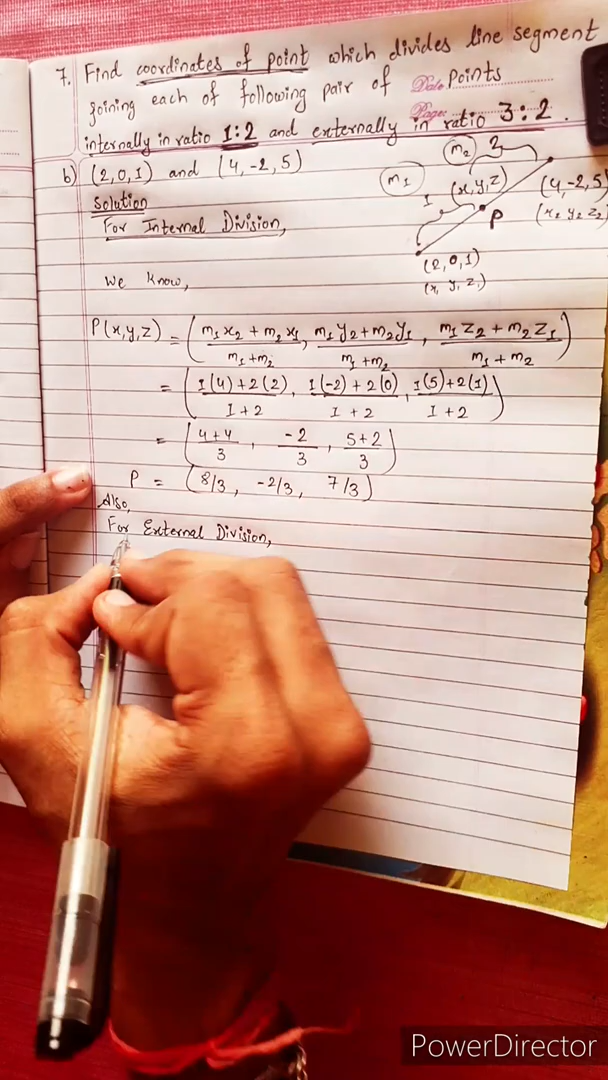 7. Find coordinates of point which divides line segment
joining each of following pair of points
Date
Page:
internally in ratio 1:2 and externally in ratio 3:2.
b) (2,0,1) and (4,-2,5)
m1
m2
1 (x,y,z)
P
(4,-2,5)
(x2 y2 z2)
(2,0,1)
(x, y, z,)
Solution
For Internal Division,
We know,
P(x,y,z) = (m1x2 + m2x1/m1+m2, m1y2+m2y1/m1+m2, m1z2 + m2z1/m1+m2)
= (1(4)+2(2)/1+2, 1(-2)+2(0)/1+2, 1(5)+2(1)/1+2)
= (4+4/3, -2/3, 5+2/3)
P = (8/3, -2/3, 7/3)
Also,
For External Division,
PowerDirector